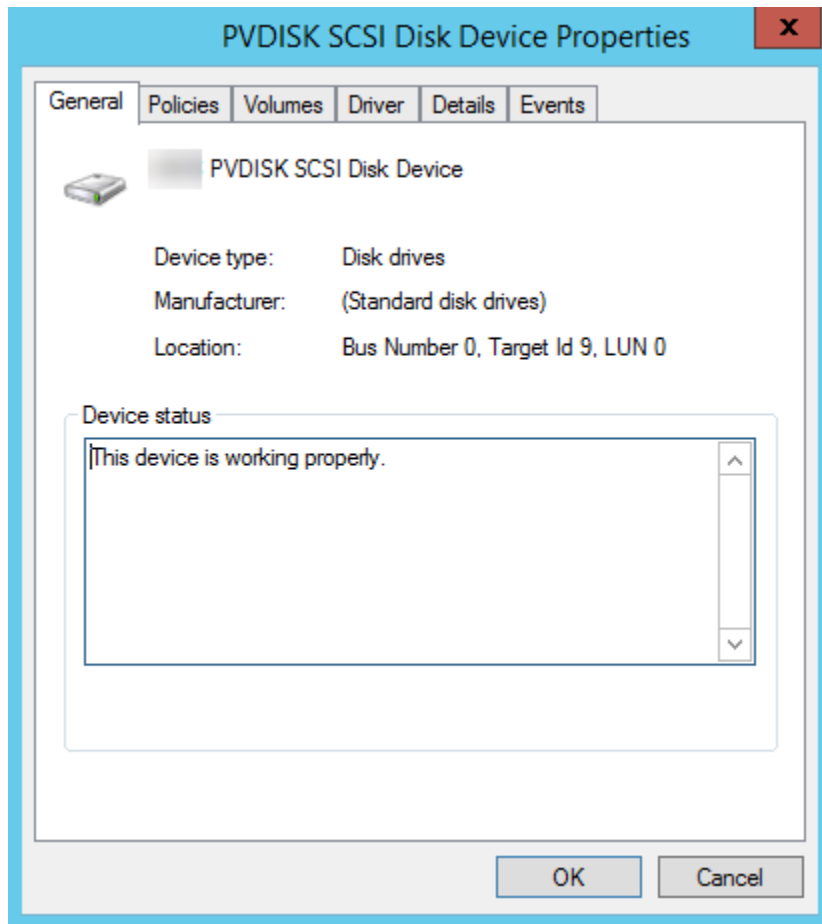 PVDISK SCSI Disk Device Properties
x
General Policies Volumes Driver Details Events
PVDISK SCSI Disk Device
Device type: Disk drives
Manufacturer: (Standard disk drives)
Location: Bus Number 0, Target Id 9, LUN 0
Device status
This device is working properly.
OK Cancel